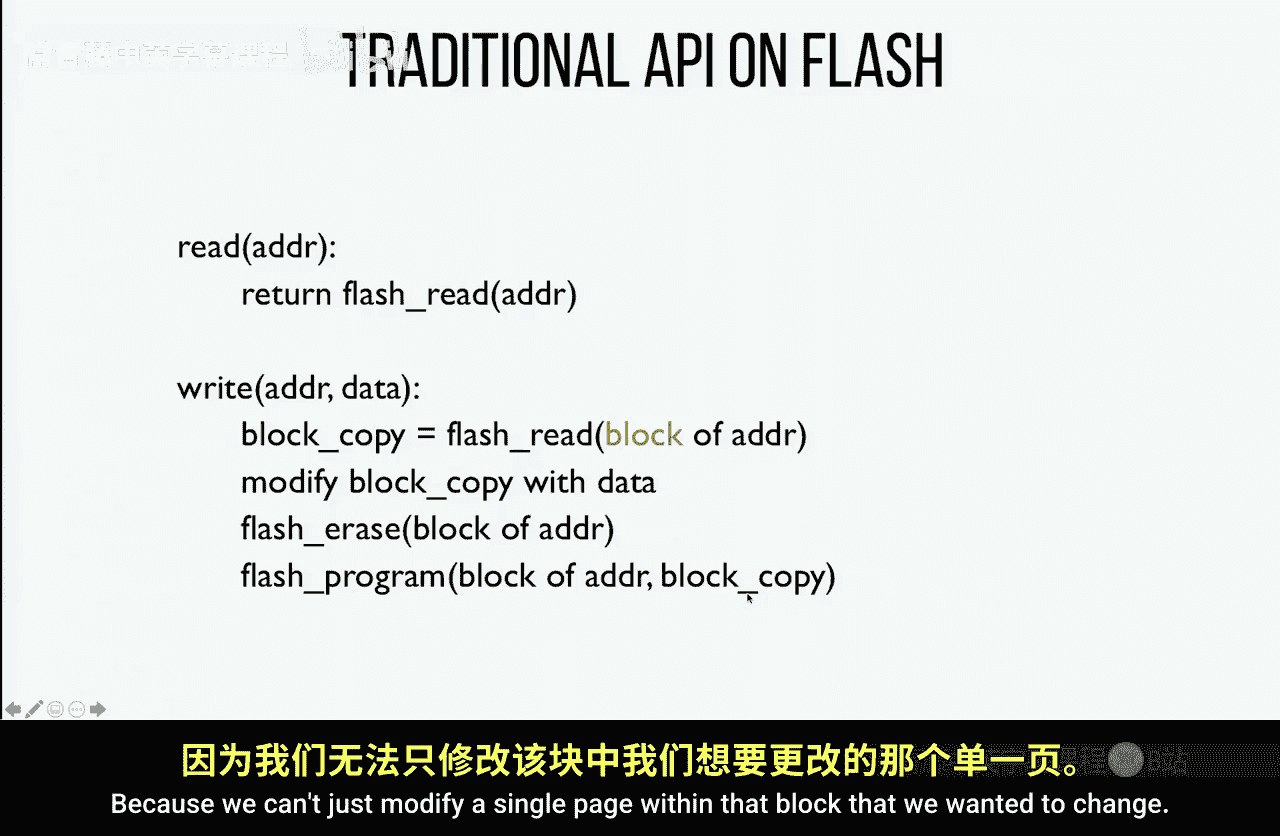 TRADITIONAL API ON FLASH
read(addr):
return flash_read(addr)
write(addr, data):
block_copy = flash_read(block of addr)
modify block_copy with data
flash_erase(block of addr)
flash_program(block of addr, block_copy)
因为我们无法只修改该块中我们想要更改的那个单一页。
Because we can't just modify a single page within that block that we wanted to change.